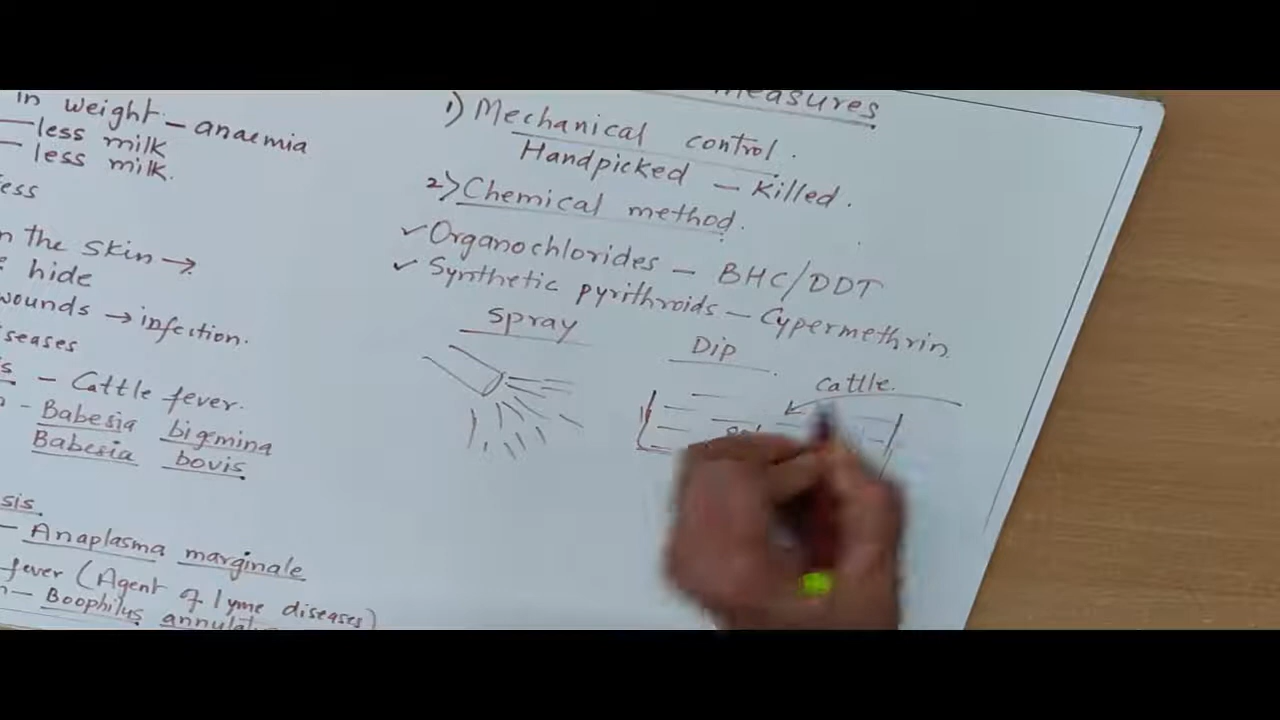 in weight - anaemia
less milk
less milk.
ess
n the skin →
hide
wounds → infection.
seases
s - Cattle fever.
n - Babesia bigemina
Babesia bovis
sis.
- Anaplasma marginale
fever (Agent of lyme diseases)
n - Boophilus annulat
measures
1) Mechanical control.
Handpicked - Killed.
2) Chemical method.
✓ Organochlorides - BHC/DDT
✓ Synthetic pyrithroids - Cypermethrin
Spray
Dip
cattle.